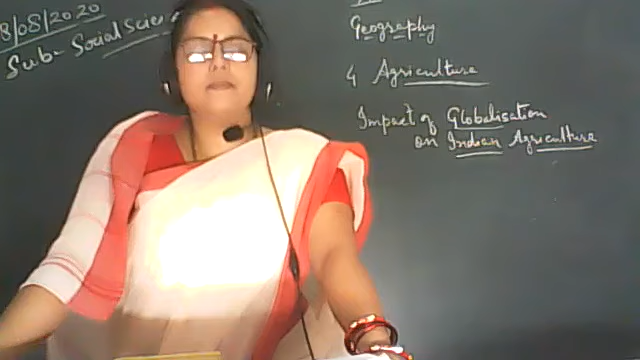 8/08/2020
Sub- Social Scie
Geography
4 Agriculture
Impact of Globalisation
on Indian Agriculture